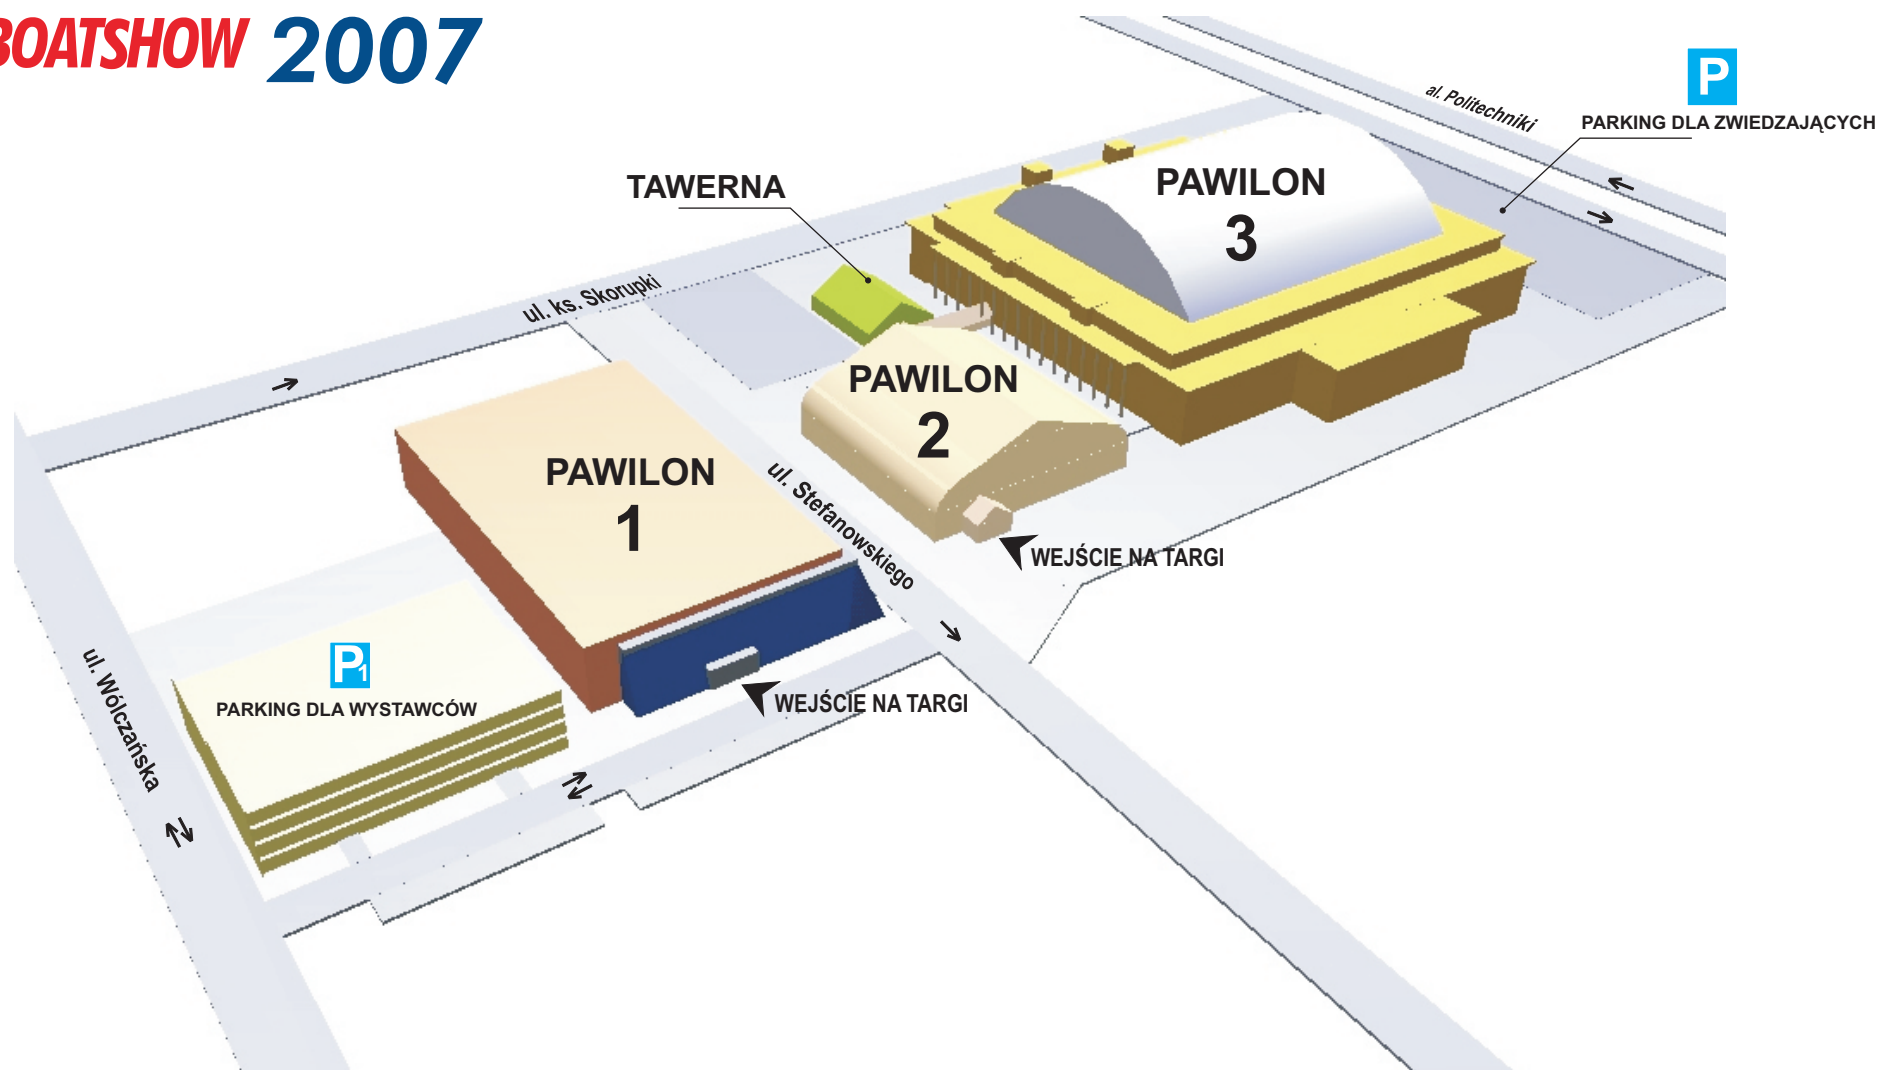 BOATSHOW 2007
P
al. Politechniki
PARKING DLA ZWIEDZAJĄCYCH
TAWERNA
PAWILON
3
ul. ks. Skorupki
PAWILON
2
PAWILON
1
ul. Stefanowskiego
WEJŚCIE NA TARGI
P1
PARKING DLA WYSTAWCÓW
ul. Wólczańska
WEJŚCIE NA TARGI